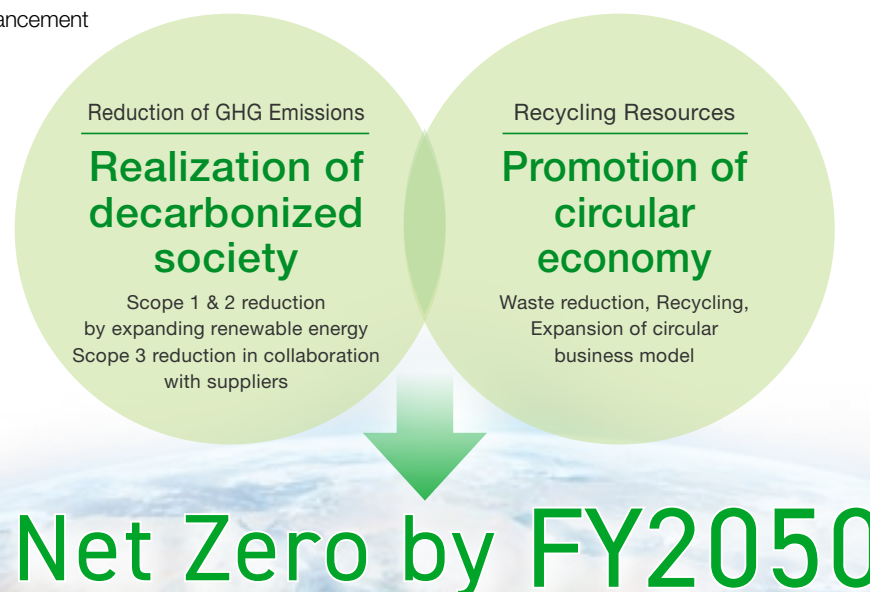 ancement
Reduction of GHG Emissions
Realization of
decarbonized
society
Scope 1 & 2 reduction
by expanding renewable energy
Scope 3 reduction in collaboration
with suppliers
Recycling Resources
Promotion of
circular
economy
Waste reduction, Recycling,
Expansion of circular
business model
Net Zero by FY2050